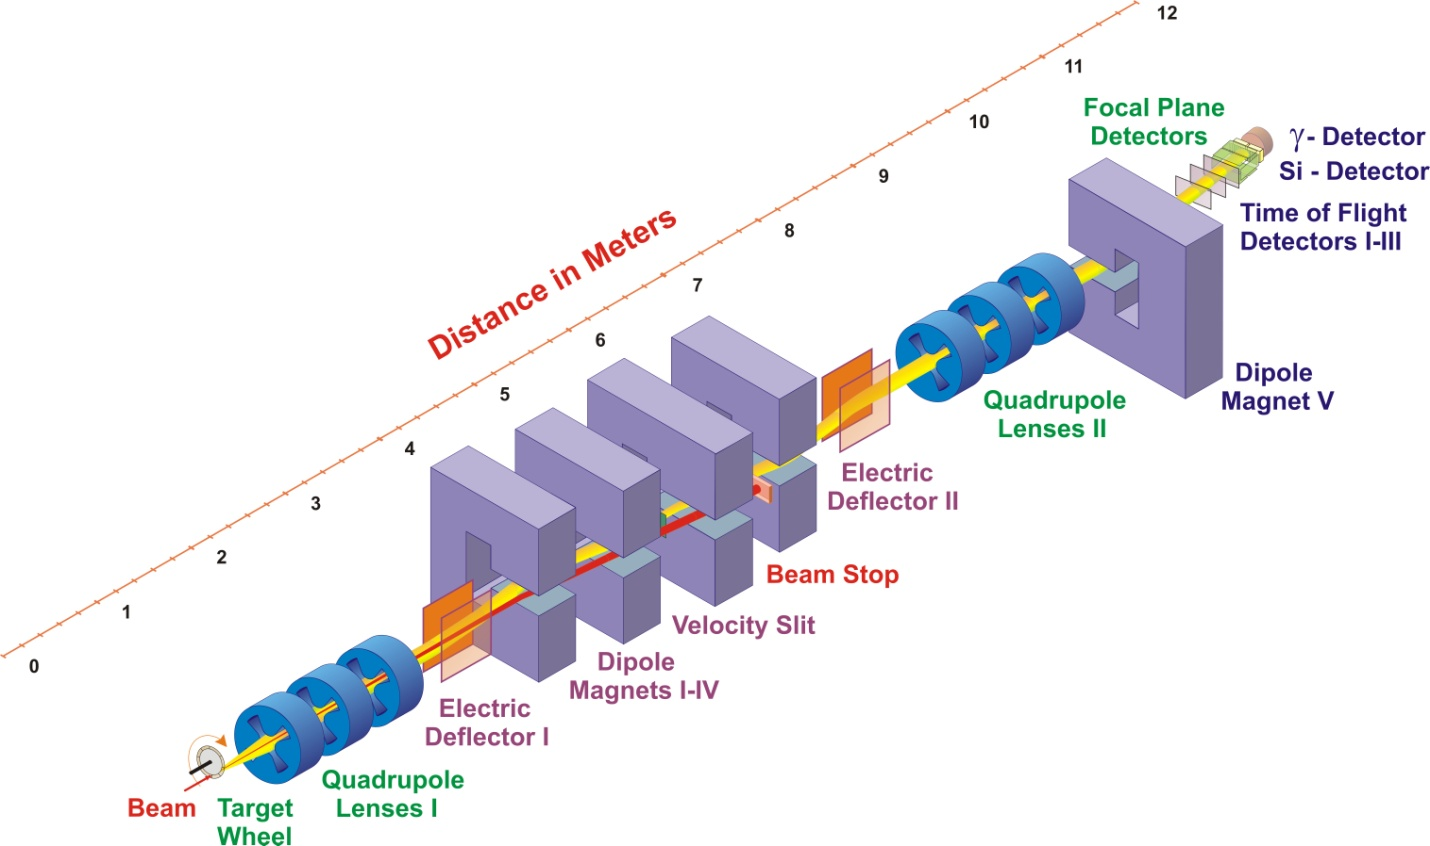 12
11
10
9
8
7
6
5
4
3
2
1
0
Distance in Meters
Focal Plane
Detectors
γ- Detector
Si - Detector
Time of Flight
Detectors I-III
Dipole
Magnet V
Quadrupole
Lenses II
Electric
Deflector II
Beam Stop
Velocity Slit
Dipole
Magnets I-IV
Electric
Deflector I
Quadrupole
Lenses I
Beam
Target
Wheel